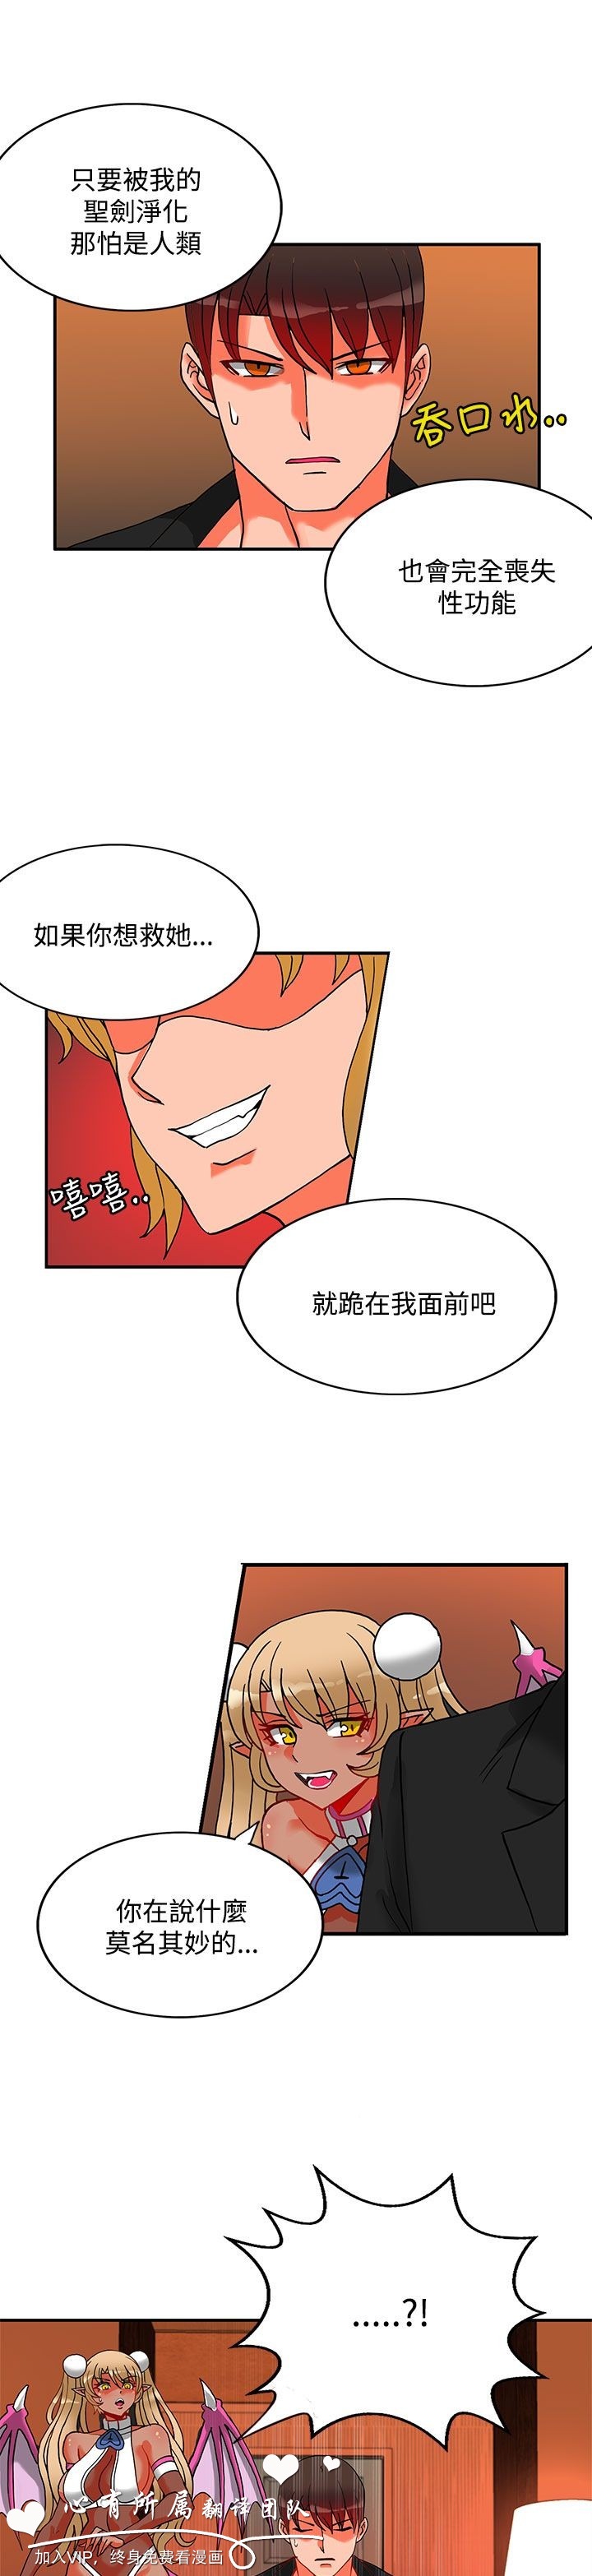 只要被我的
聖劍淨化
那怕是人類
吞口水..
也會完全喪失
性功能
如果你想救她...
嘻嘻..
就跪在我面前吧
你在說什麼
莫名其妙的...
.....?!
心哺所属翻译团队
加入VIP，终身免费看漫画